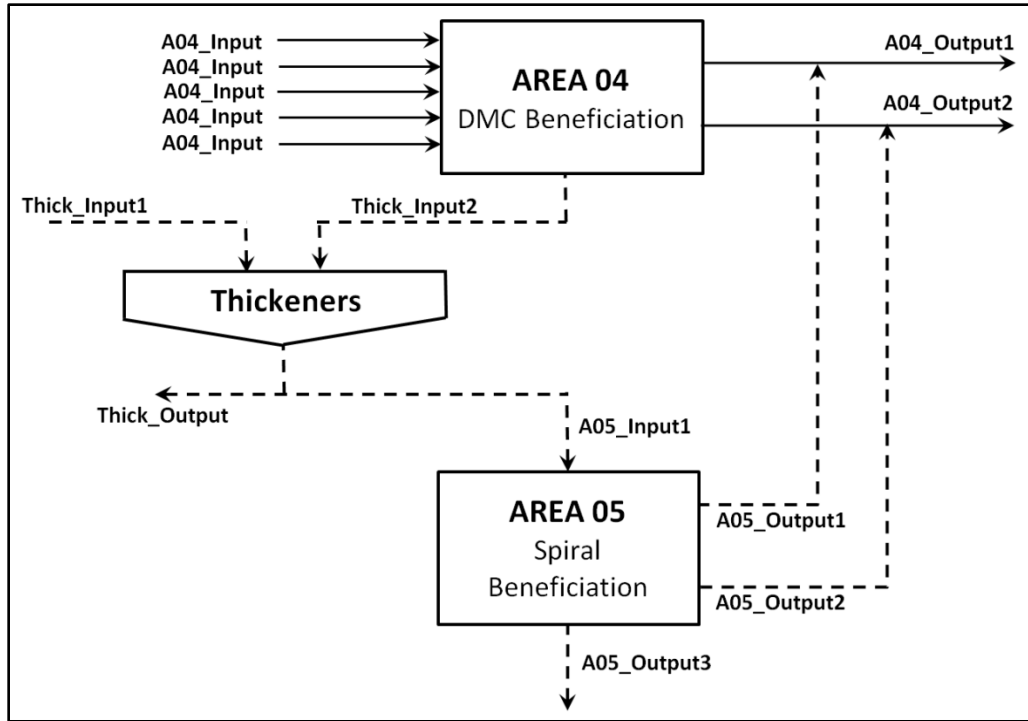 A04_Input
A04_Input
A04_Input
A04_Input
A04_Input
AREA 04
DMC Beneficiation
A04_Output1
A04_Output2
Thick_Input1
Thick_Input2
Thickeners
Thick_Output
A05_Input1
AREA 05
Spiral
Beneficiation
A05_Output1
A05_Output2
A05_Output3